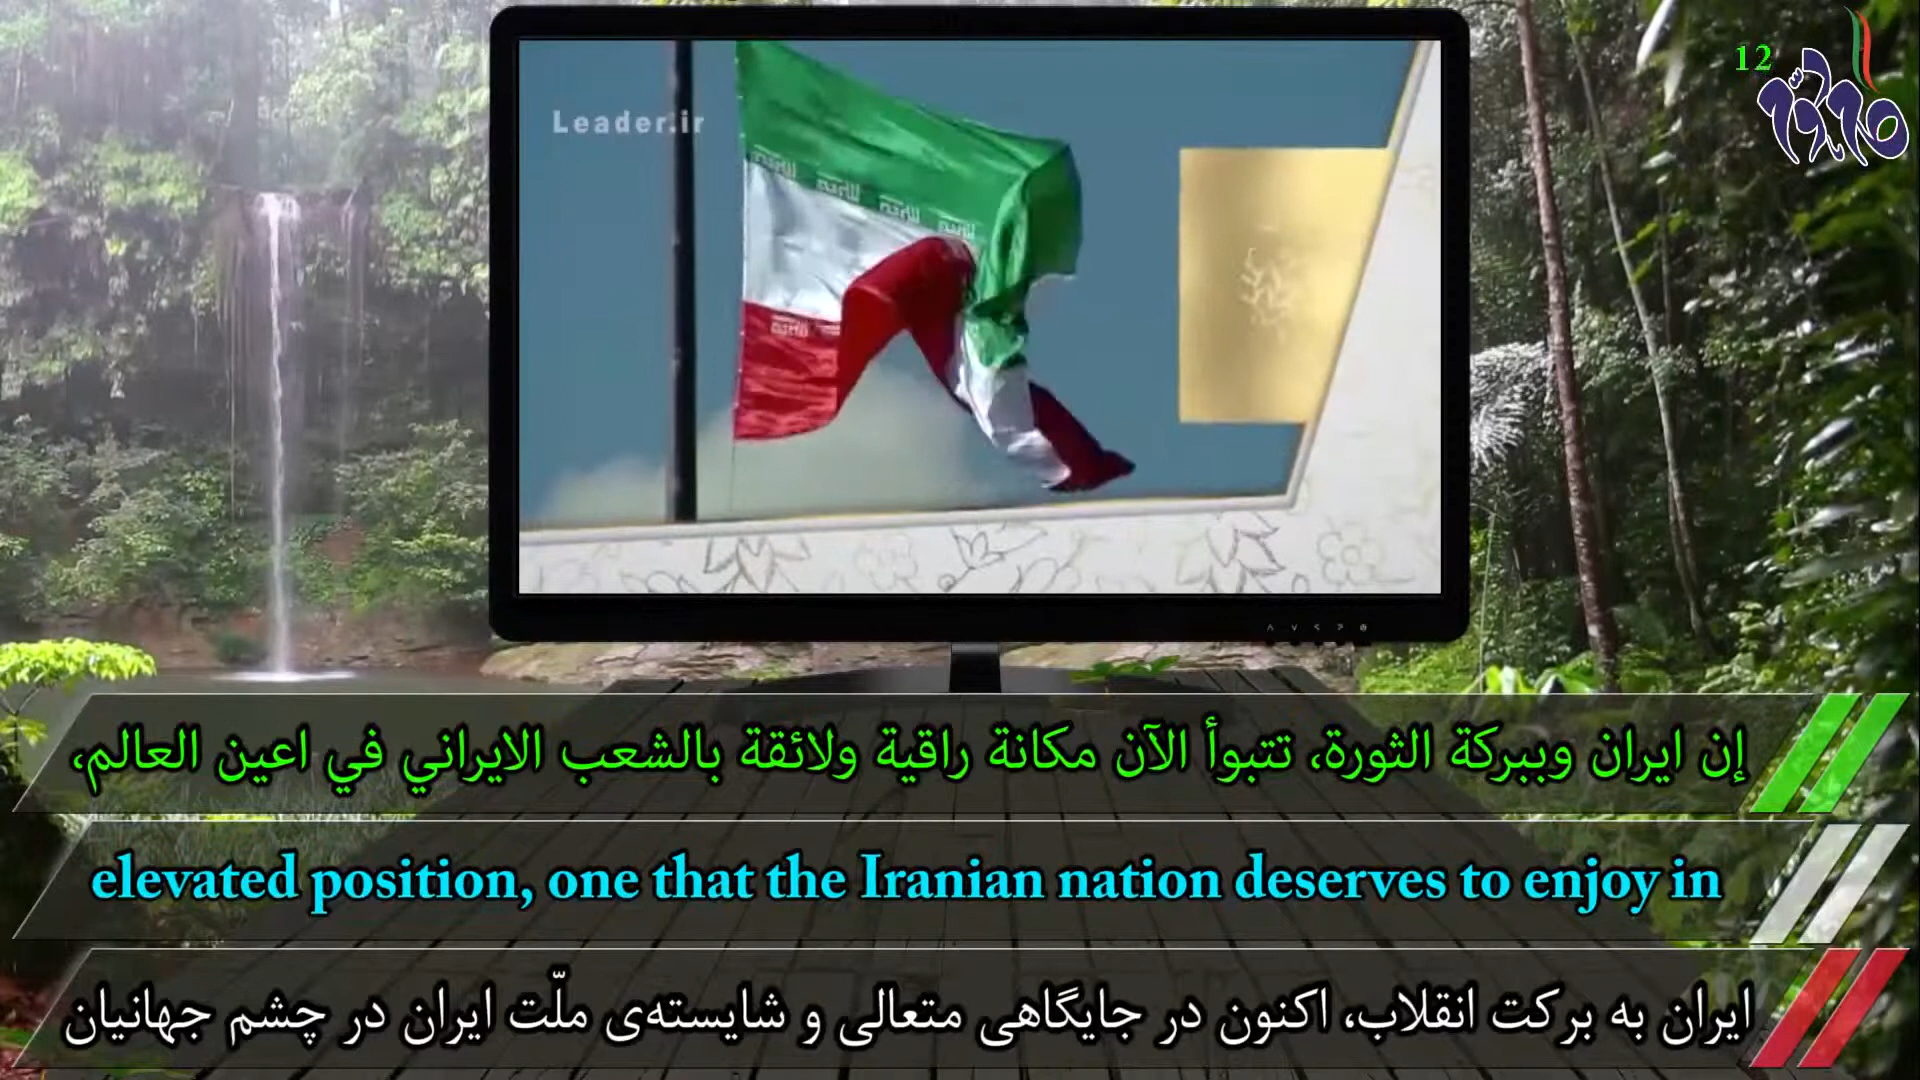 12
Leader.ir
إن ايران وببركة الثورة، تتبوأ الآن مكانة راقية ولائقة بالشعب الايراني في اعين العالم،
elevated position, one that the Iranian nation deserves to enjoy in
ایران به برکت انقلاب، اکنون در جایگاهی متعالی و شایسته‌ی ملّت ایران در چشم جهانیان